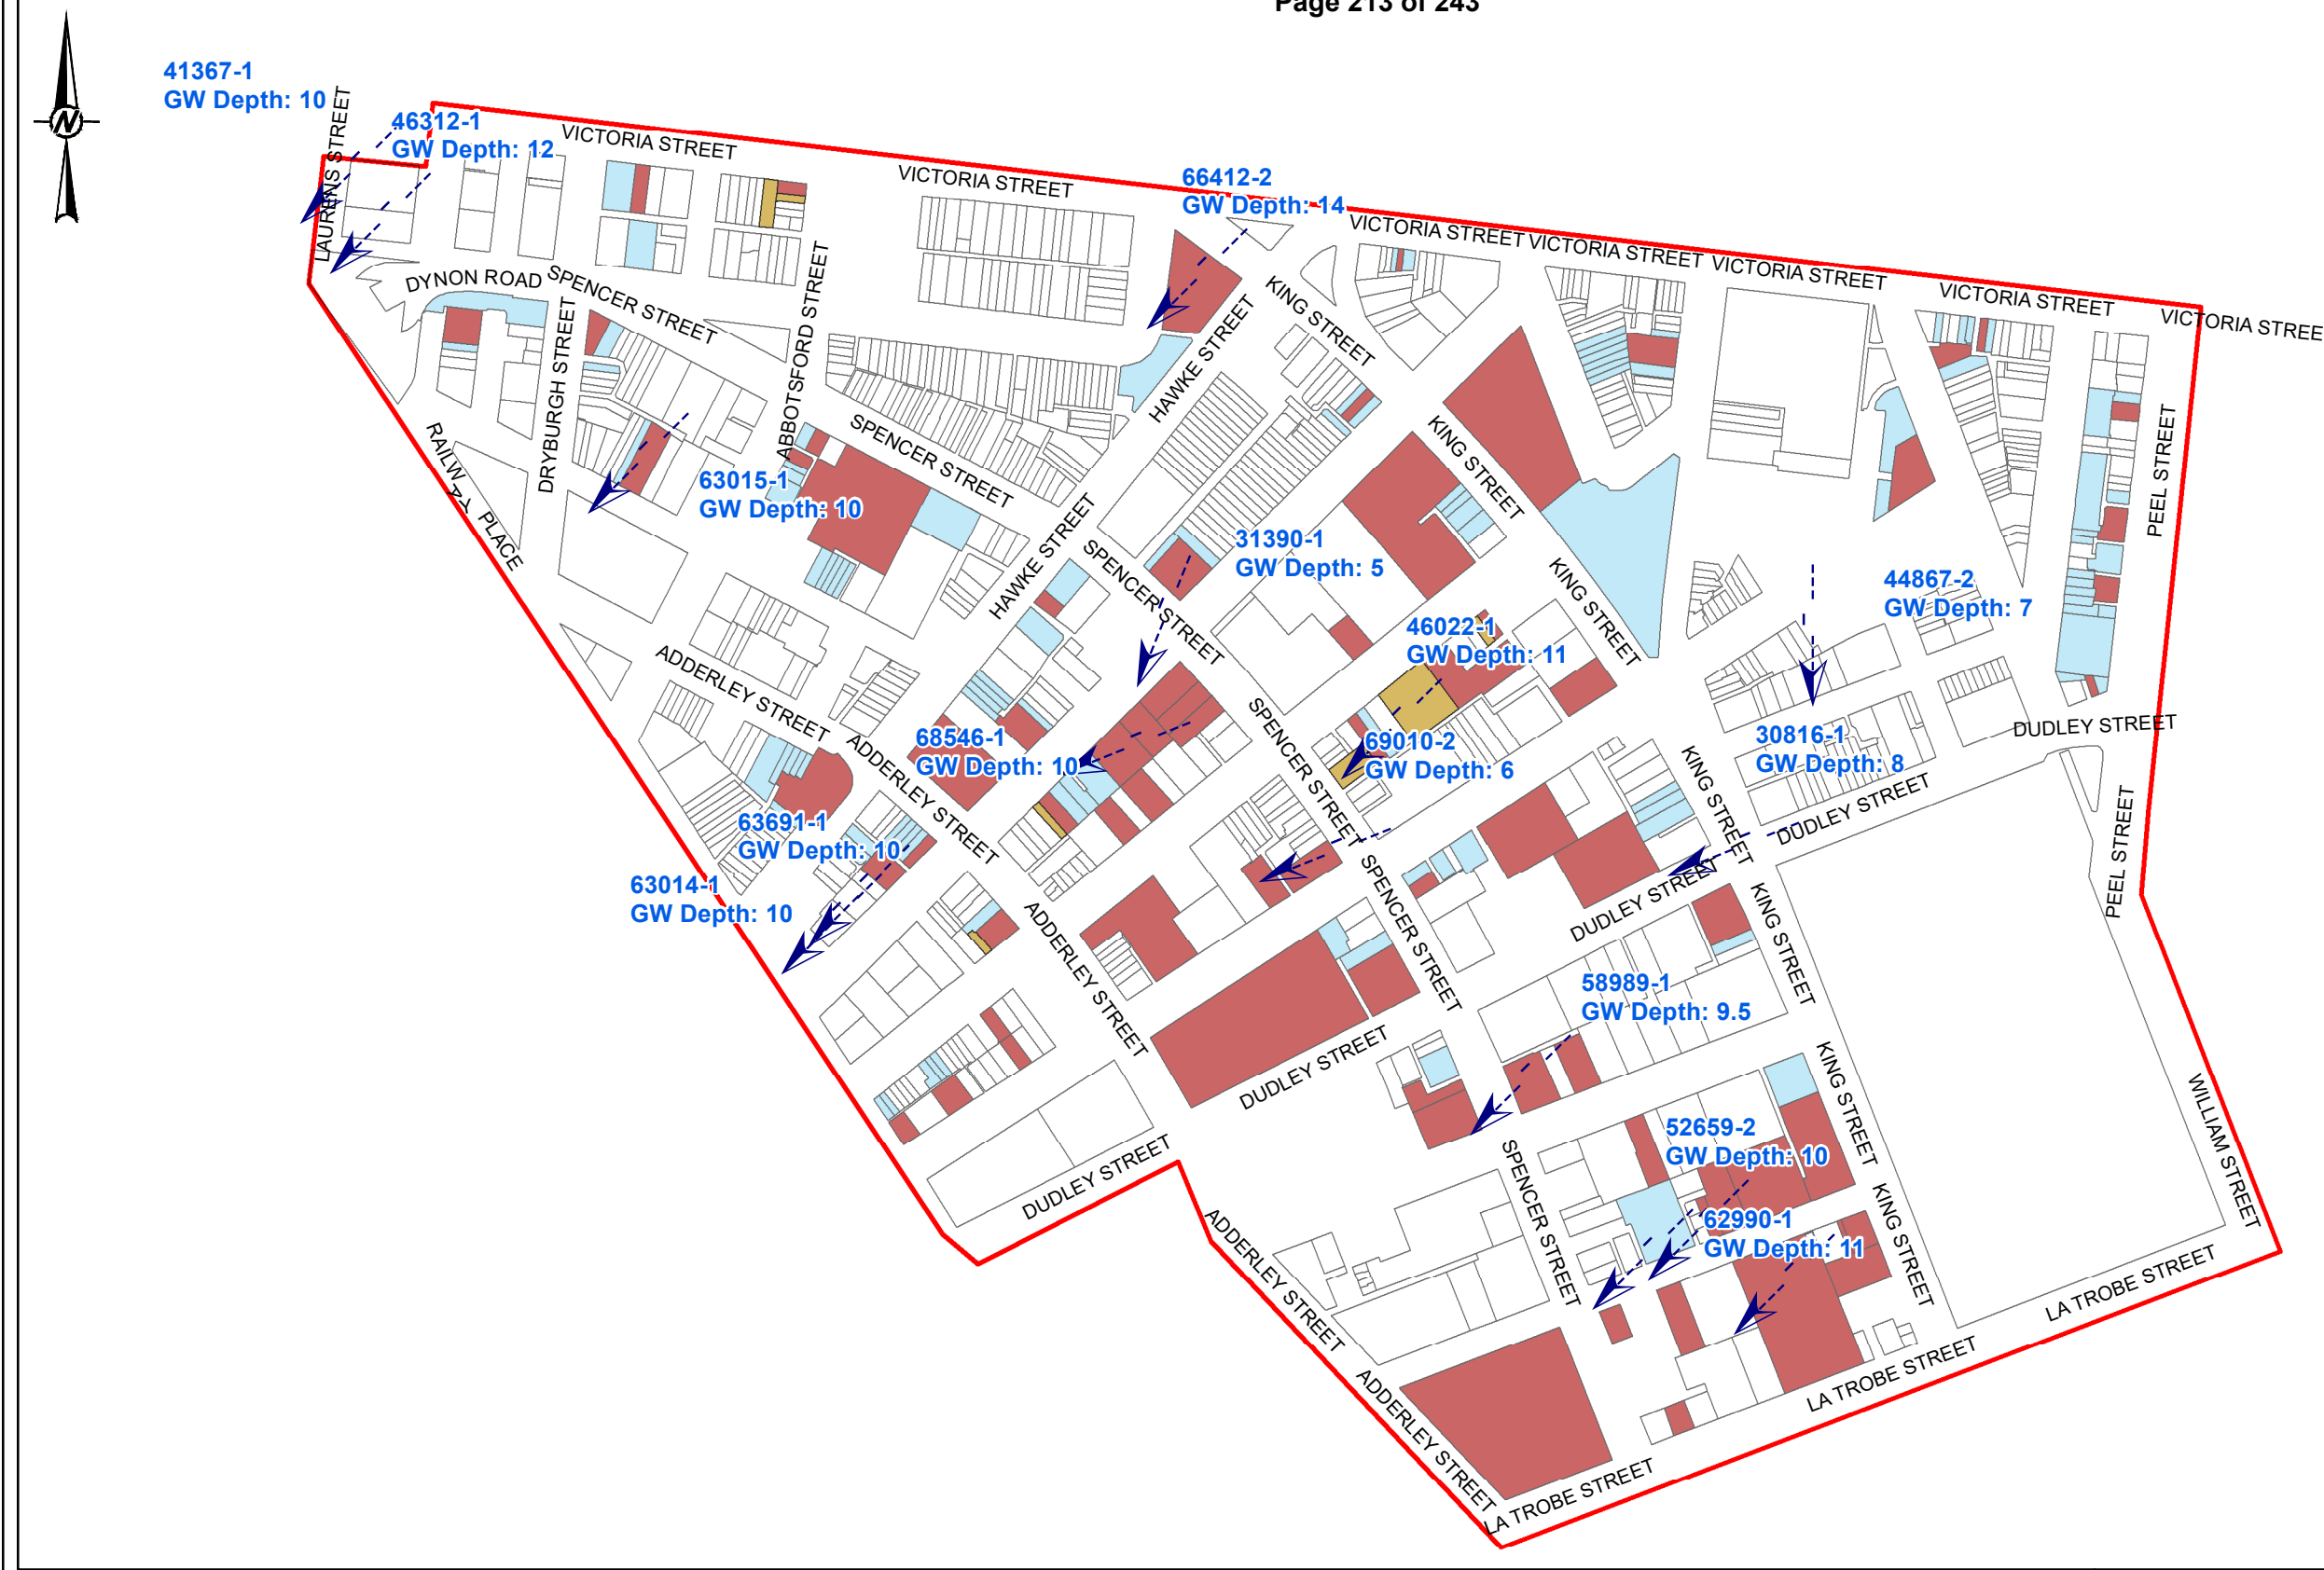 Page 213 of 243
N
41367-1
GW Depth: 10
LAURENS STREET
46312-1
GW Depth: 12
VICTORIA STREET
VICTORIA STREET
66412-2
GW Depth: 14
VICTORIA STREET
VICTORIA STREET
VICTORIA STREET
VICTORIA STREET
VICTORIA STREE
DYNON ROAD
SPENCER STREET
DRYBURGH STREET
ABBOTSFORD STREET
HAWKE STREET
KING STREET
RAILWAY PLACE
SPENCER STREET
KING STREET
PEEL STREET
63015-1
GW Depth: 10
HAWKE STREET
SPENCER STREET
31390-1
GW Depth: 5
KING STREET
44867-2
GW Depth: 7
46022-1
GW Depth: 11
ADDERLEY STREET
ADDERLEY STREET
68546-1
GW Depth: 10
SPENCER STREET
69010-2
GW Depth: 6
KING STREET
30816-1
GW Depth: 8
DUDLEY STREET
DUDLEY STREET
PEEL STREET
63691-1
GW Depth: 10
63014-1
GW Depth: 10
ADDERLEY STREET
SPENCER STREET
DUDLEY STREET
KING STREET
58989-1
GW Depth: 9.5
DUDLEY STREET
KING STREET
WILLIAM STREET
DUDLEY STREET
52659-2
GW Depth: 10
SPENCER STREET
62990-1
GW Depth: 11
KING STREET
ADDERLEY STREET
LA TROBE STREET
LA TROBE STREET
ADDERLEY STREET
LA TROBE STREET